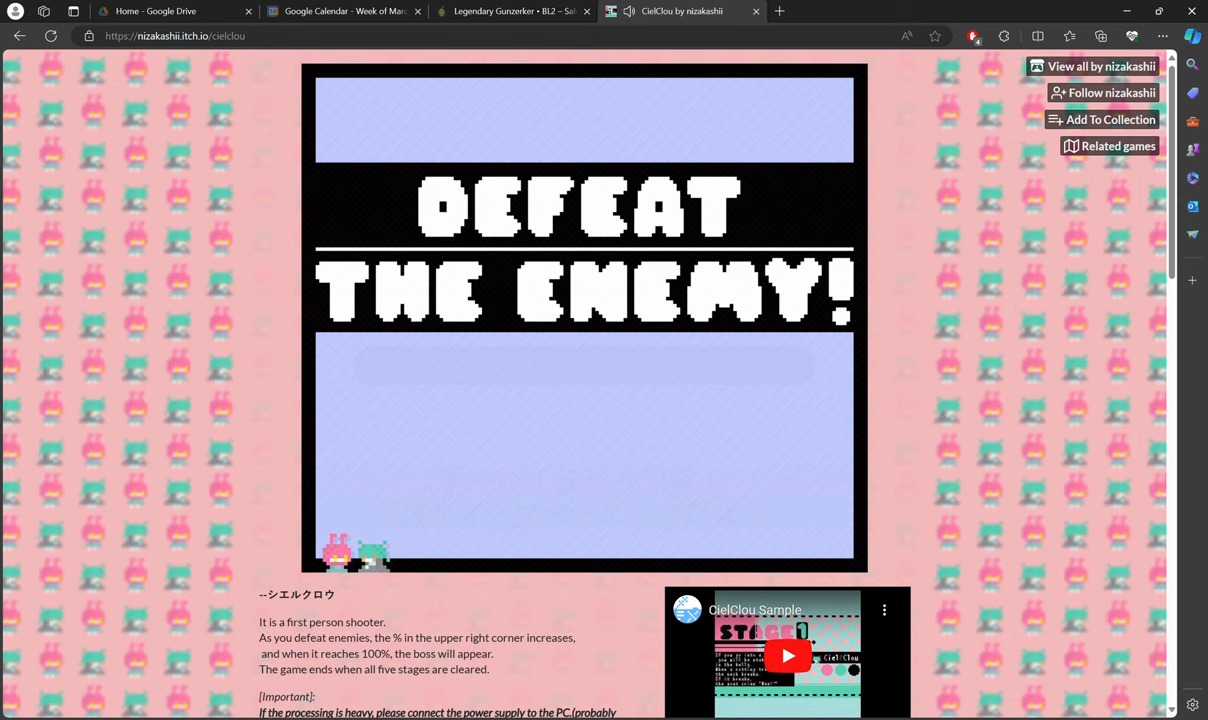 Home - Google Drive
Google Calendar - Week of Mar
Legendary Gunzerker • BL2 – Sal
CielClou by nizakashii
https://nizakashii.itch.io/cielclou
4
View all by nizakashii
Follow nizakashii
Add To Collection
Related games
DEFEAT
THE ENEMY!
--シエルクロウ
It is a first person shooter.
As you defeat enemies, the % in the upper right corner increases,
and when it reaches 100%, the boss will appear.
The game ends when all five stages are cleared.
[Important]:
If the processing is heavy, please connect the power supply to the PC.(probably
CielClou Sample
STAGE1
CielClou